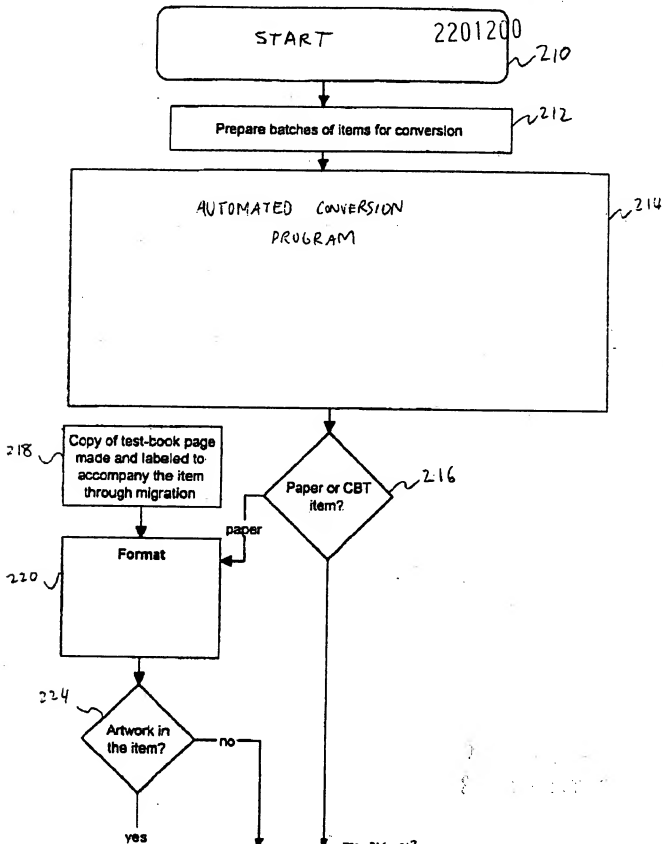 START
2201200
210
Prepare batches of items for conversion
212
AUTOMATED CONVERSION
PROGRAM
214
218
Copy of test-book page
made and labeled to
accompany the item
through migration
Paper or CBT
item?
216
paper
Format
220
224
Artwork in
the item?
no
yes